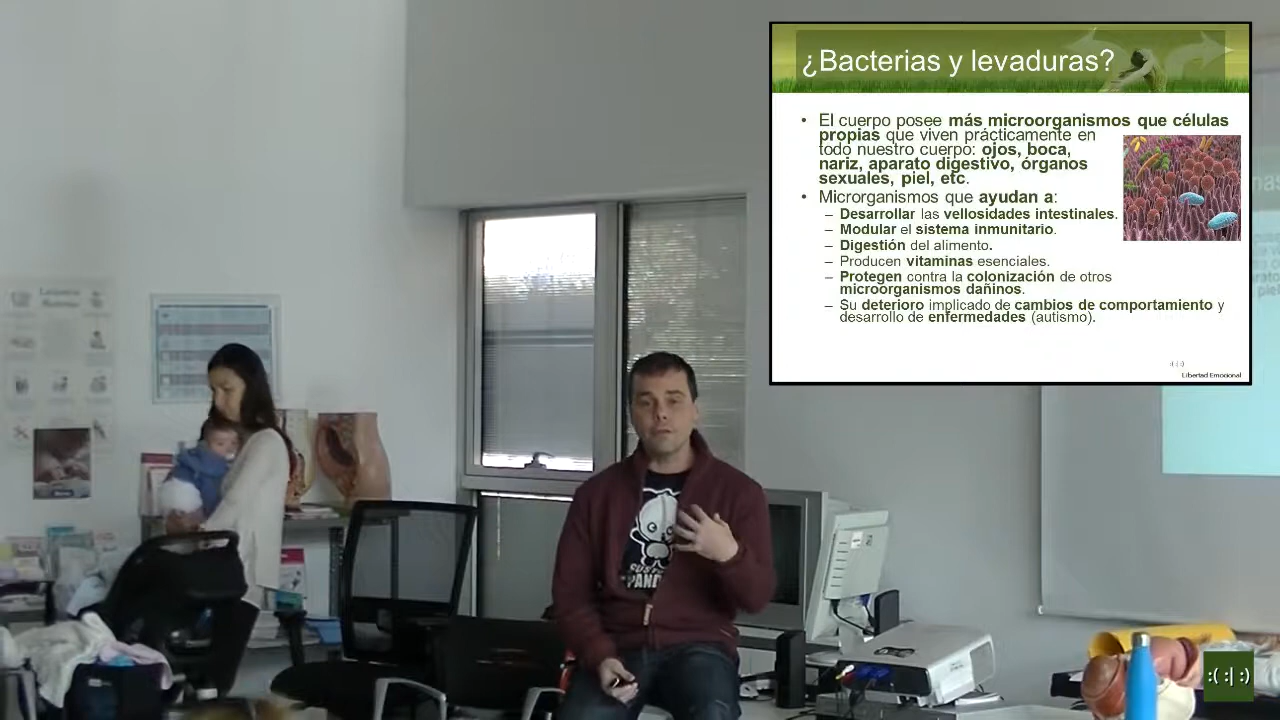 ¿Bacterias y levaduras?
• El cuerpo posee más microorganismos que células
propias que viven prácticamente en
todo nuestro cuerpo: ojos, boca,
nariz, aparato digestivo, órganos
sexuales, piel, etc.
• Microrganismos que ayudan a:
– Desarrollar las vellosidades intestinales.
– Modular el sistema inmunitario.
– Digestión del alimento.
– Producen vitaminas esenciales.
– Protegen contra la colonización de otros
microorganismos dañinos.
– Su deterioro implicado de cambios de comportamiento y
desarrollo de enfermedades (autismo).
:(:|:)
Libertad Emocional
:( :| :)